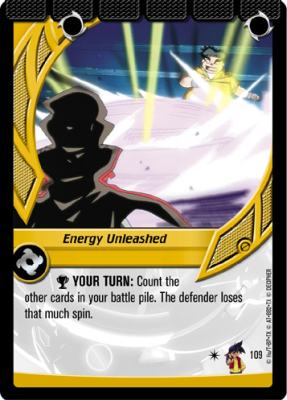 Energy Unleashed
YOUR TURN: Count the
other cards in your battle pile. The defender loses
that much spin.
109